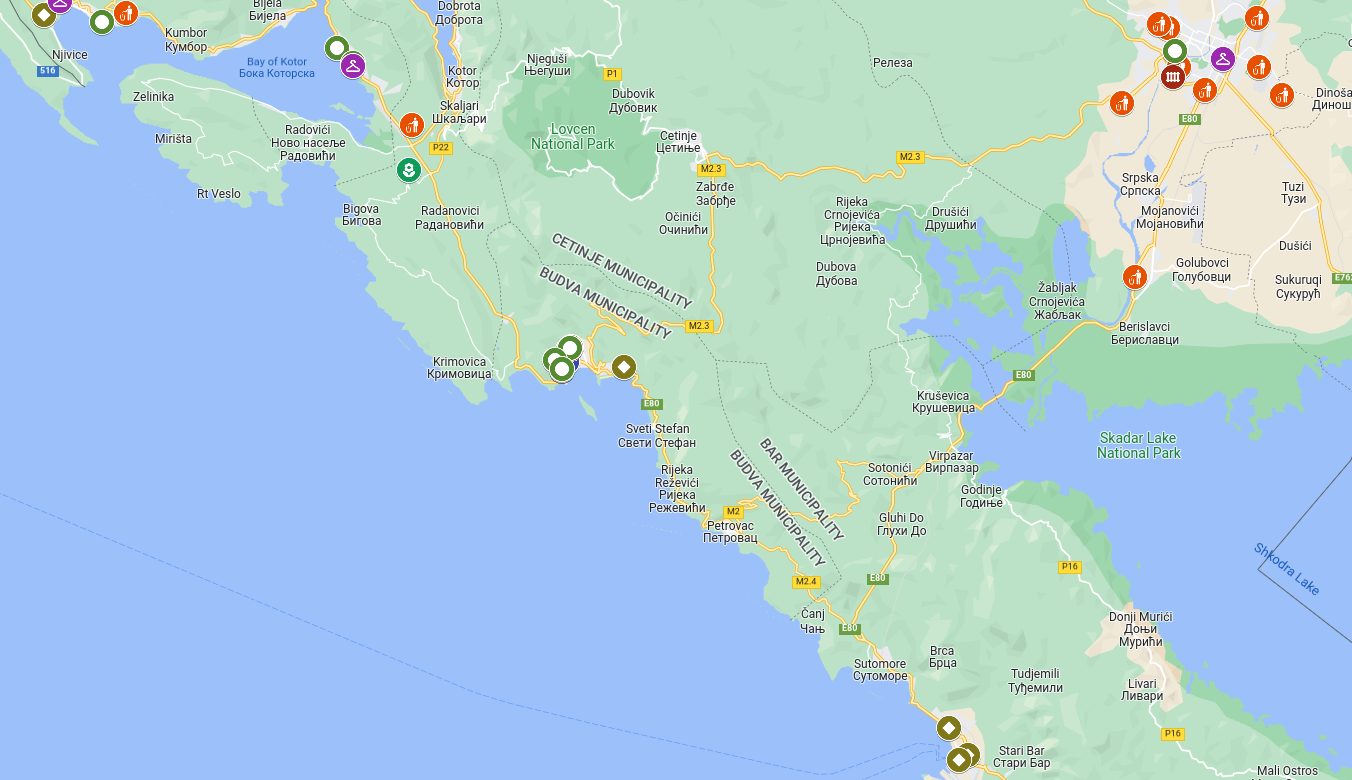 Bijela
Бијела
Dobrota
Доброта
Kumbor
Кумбор
Njivice
516
Bay of Kotor
Бока Которска
Kotor
Котор
Njeguši
Његуши
P1
Dubovik
Дубовик
Релеза
Zelinika
Skaljari
Шкаљари
Mirišta
Radovići
Ново насеље
Радовићи
P22
Lovcen
National Park
Cetinje
Цетиње
M2.3
M2.3
E80
Dinoša
Rt Veslo
Zabrđe
Забрђе
Srpska
Српска
Tuzi
Тузи
Bigova
Бигова
Radanovici
Радановићи
Očinići
Очинићи
Rijeka
Crnojevića
Ријека
Црнојевића
Drušići
Друшићи
Mojanovići
Мојановићи
Dušići
CETINJE MUNICIPALITY
BUDVA MUNICIPALITY
Dubova
Дубова
Golubovci
Голубовци
Sukuruqi
Сукурућ
E762
Žabljak
Crnojevića
Жабљак
M2.3
Berislavci
Бериславци
Krimovica
Кримовица
E80
E80
Kruševica
Крушевица
Sveti Stefan
Свети Стефан
Skadar Lake
National Park
BAR MUNICIPALITY
BUDVA MUNICIPALITY
Rijeka
Reževići
Ријека
Режевићи
Sotonići
Сотонићи
Virpazar
Вирпазар
Godinje
Годиње
M2
Petrovac
Петровац
Gluhi Do
Глухи До
Shkodra Lake
M2.4
E80
P16
Čanj
Чањ
E80
Donji Murići
Доњи
Мурићи
Sutomore
Сутоморе
Brca
Брца
Tudjemili
Туђемили
Livari
Ливари
P16
Stari Bar
Стари Бар
Mali Ostros